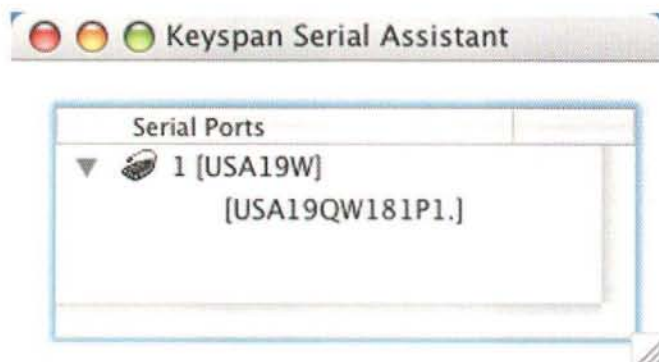 Keyspan Serial Assistant
Serial Ports
1 [USA19W]
[USA19QW181P1.]